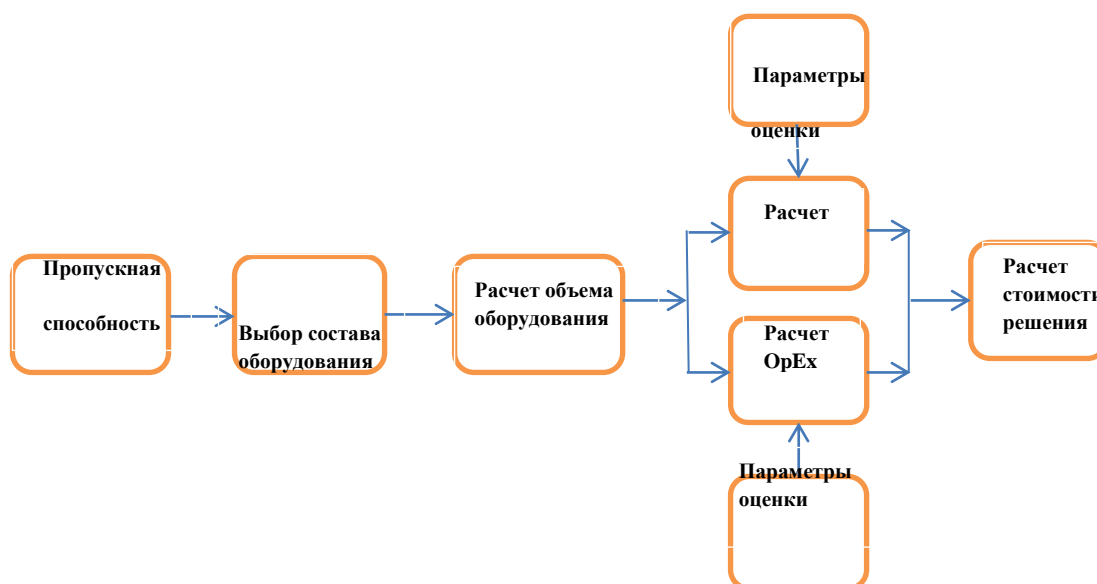 Параметры
оценки
Расчет
Пропускная
способность
Выбор состава
оборудования
Расчет объема
оборудования
Расчет
OpEx
Расчет
стоимости
решения
Параметры
оценки